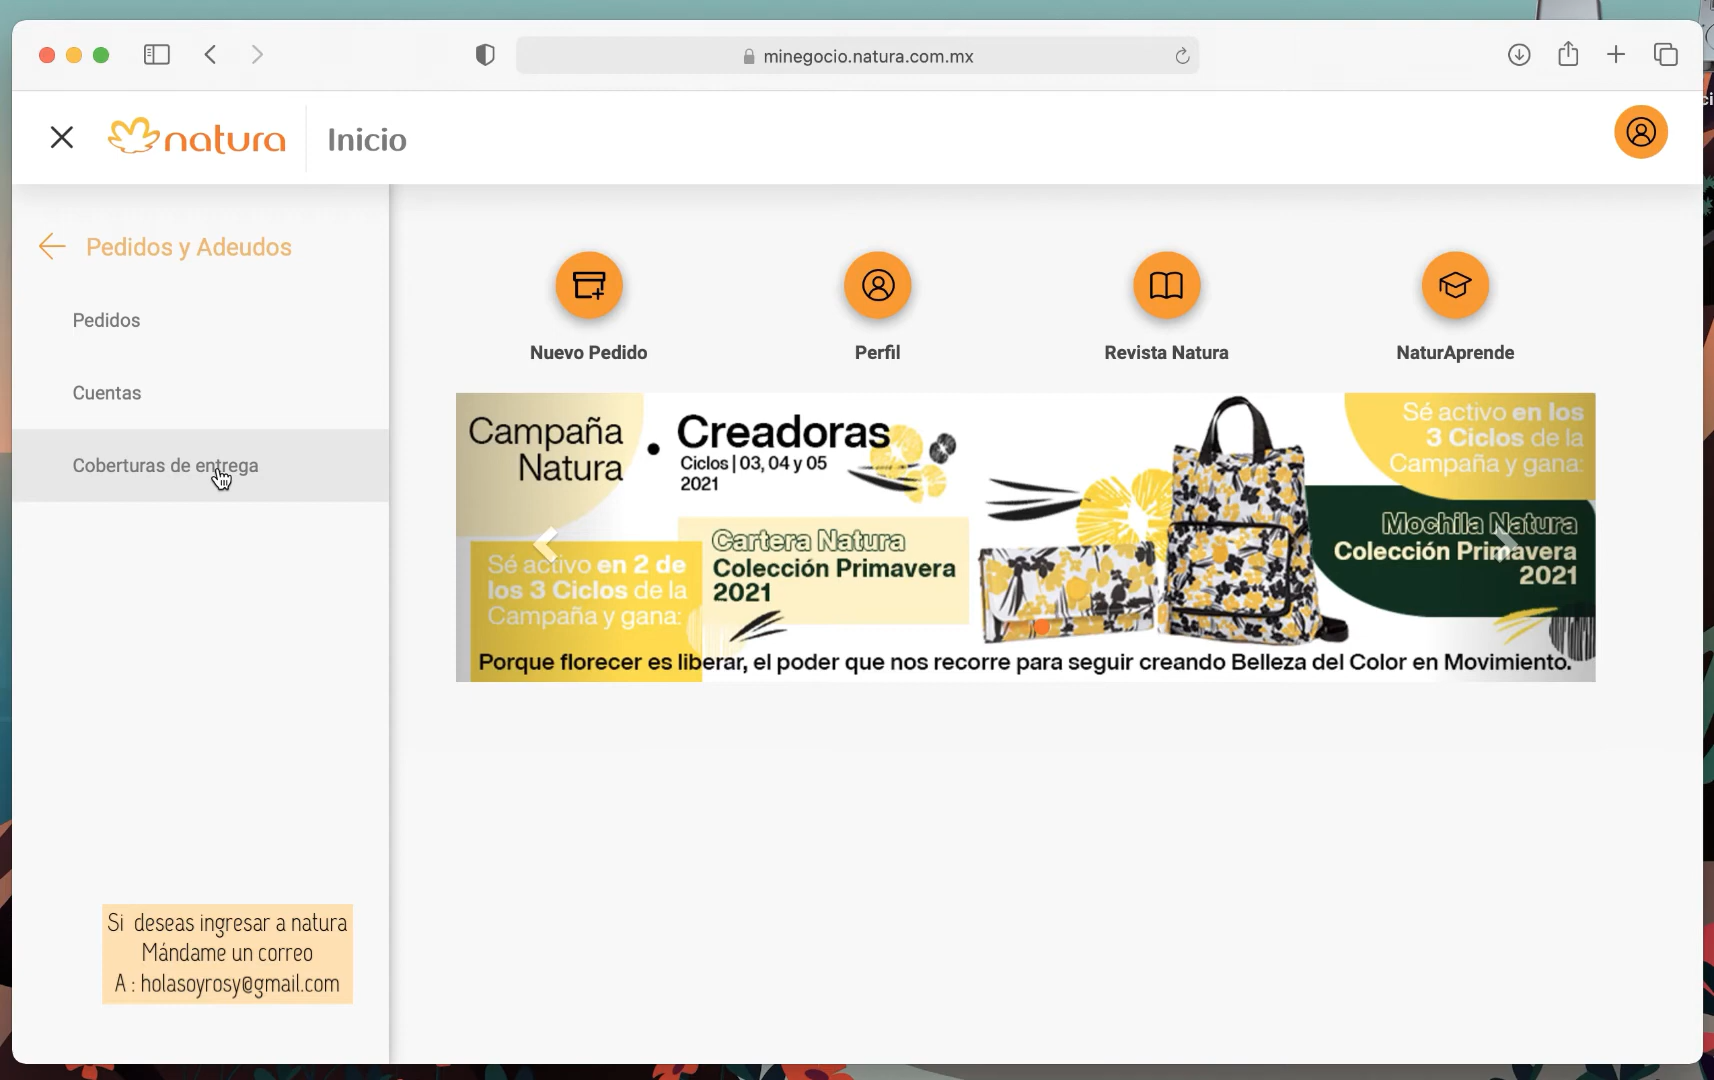 minegocio.natura.com.mx
natura
Inicio
Pedidos y Adeudos
Pedidos
Cuentas
Coberturas de entrega
Nuevo Pedido
Perfil
Revista Natura
NaturAprende
Campaña
Natura
Creadoras
Ciclos | 03, 04 y 05
2021
Sé activo en 2 de
los 3 Ciclos de la
Campaña y gana:
Cartera Natura
Colección Primavera
2021
Sé activo en los
3 Ciclos de la
Campaña y gana:
Mochila Natura
Colección Primavera
2021
Porque florecer es liberar, el poder que nos recorre para seguir creando Belleza del Color en Movimiento.
Si deseas ingresar a natura
Mándame un correo
A : holasoyrosy@gmail.com